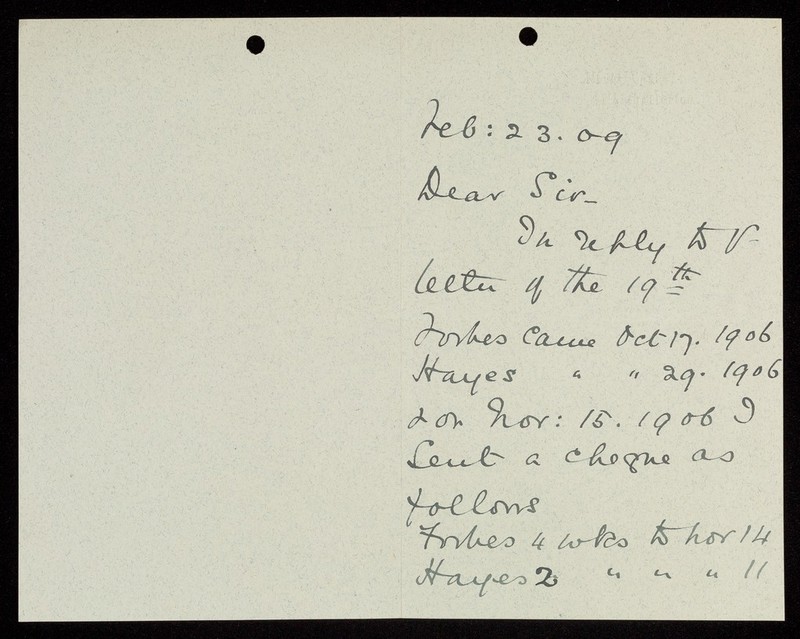 Feb: 23. 09
Dear Sir –
In reply to yr
letter of the 19th
Forbes came Oct 17. 1906
Hayes " " 29. 1906
& on Nov: 15. 1906 I
sent a cheque as
follows
Forbes 4 wks to Nov 14
Hayes 2 " " " 11